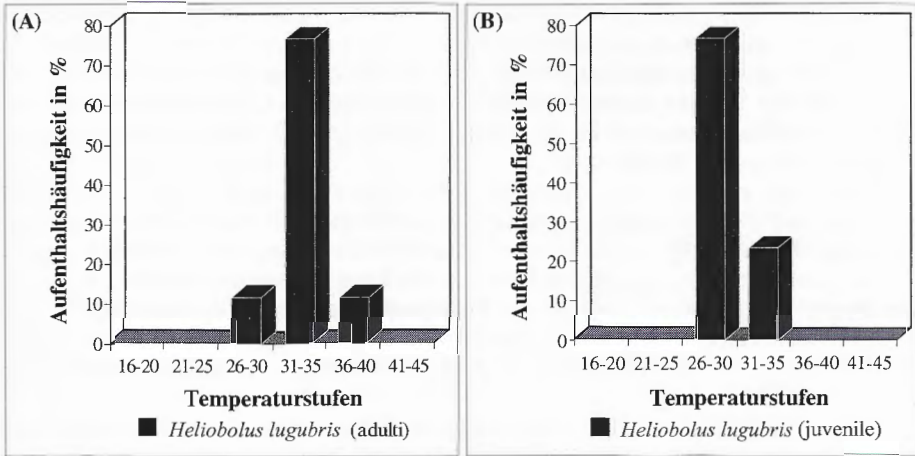 (A)
Aufenthaltshäufigkeit in %
80
70
60
50
40
30
20
10
0
16-20 21-25 26-30 31-35 36-40 41-45
Temperaturstufen
Heliobolus lugubris (adulti)
(B)
Aufenthaltshäufigkeit in %
80
70
60
50
40
30
20
10
0
16-20 21-25 26-30 31-35 36-40 41-45
Temperaturstufen
Heliobolus lugubris (juvenile)